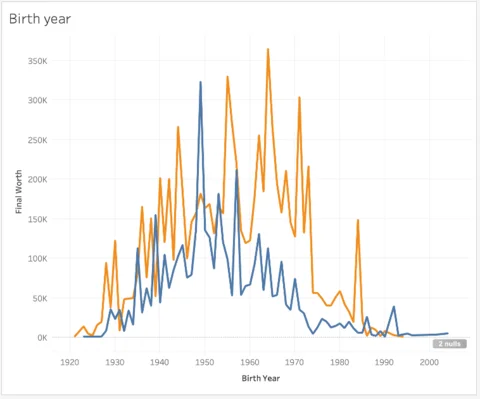 Birth year
350K
300K
250K
200K
150K
100K
50K
0K
Final Worth
2 nulls
1920 1930 1940 1950 1960 1970 1980 1990 2000
Birth Year